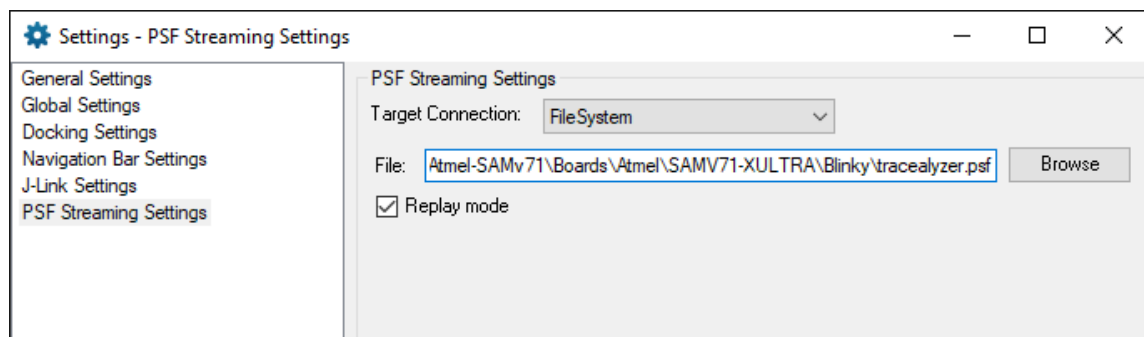 Settings - PSF Streaming Settings
General Settings
Global Settings
Docking Settings
Navigation Bar Settings
J-Link Settings
PSF Streaming Settings
PSF Streaming Settings
Target Connection: FileSystem
File: Atmel-SAMv71\Boards\Atmel\SAMV71-XULTRA\Blinky\tracealyzer.psf Browse
Replay mode